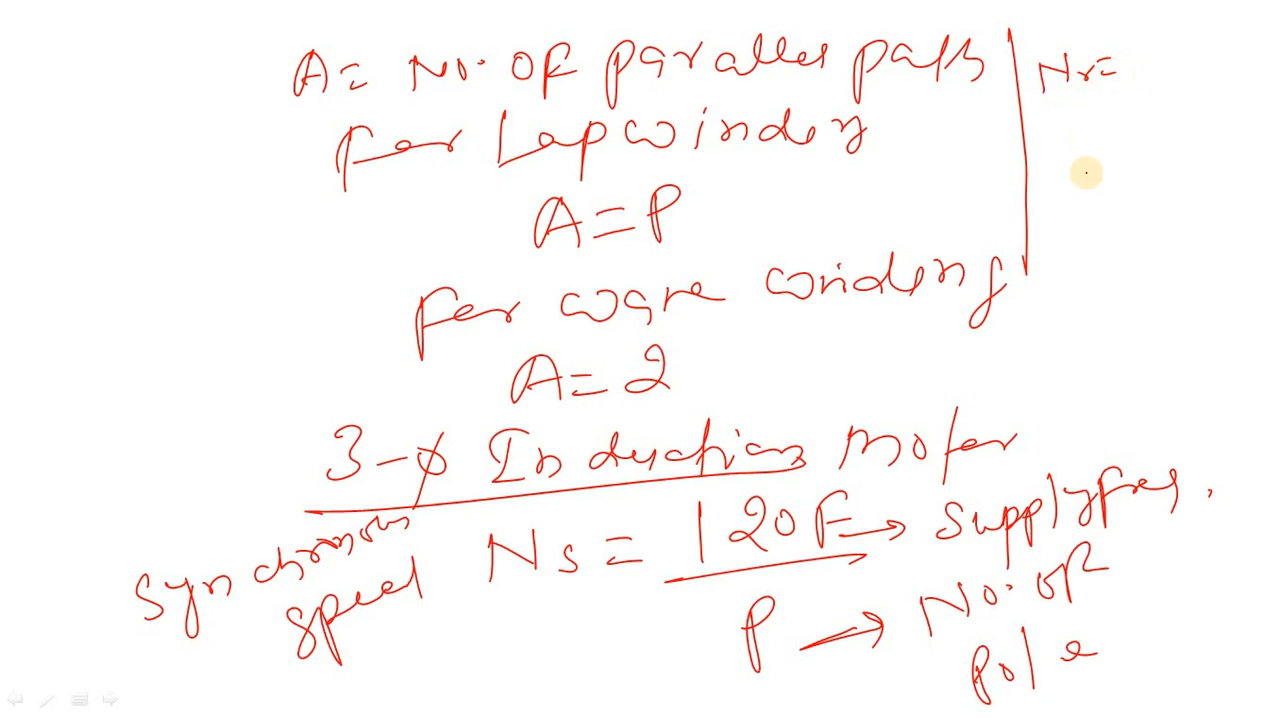 A = No. OF parallel path
For Lap winding
A = P
For wave winding
A = 2
3-φ Induction motor
Synchronous speed Ns = 120F → Supply freq,
P → No. of pole
Nr =